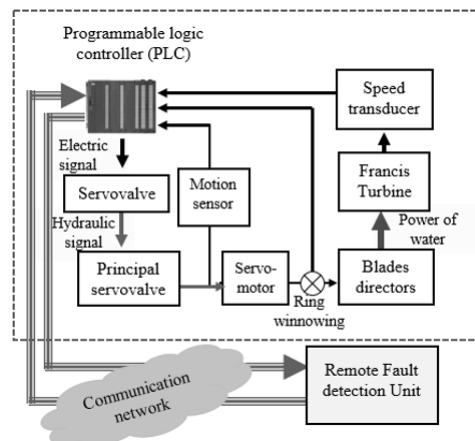 Programmable logic
controller (PLC)
Speed
transducer
Electric
signal
Servovalve
Motion
sensor
Francis
Turbine
Hydraulic
signal
Power of
water
Principal
servovalve
Servo-
motor
Blades
directors
Ring
winnowing
Communication
network
Remote Fault
detection Unit